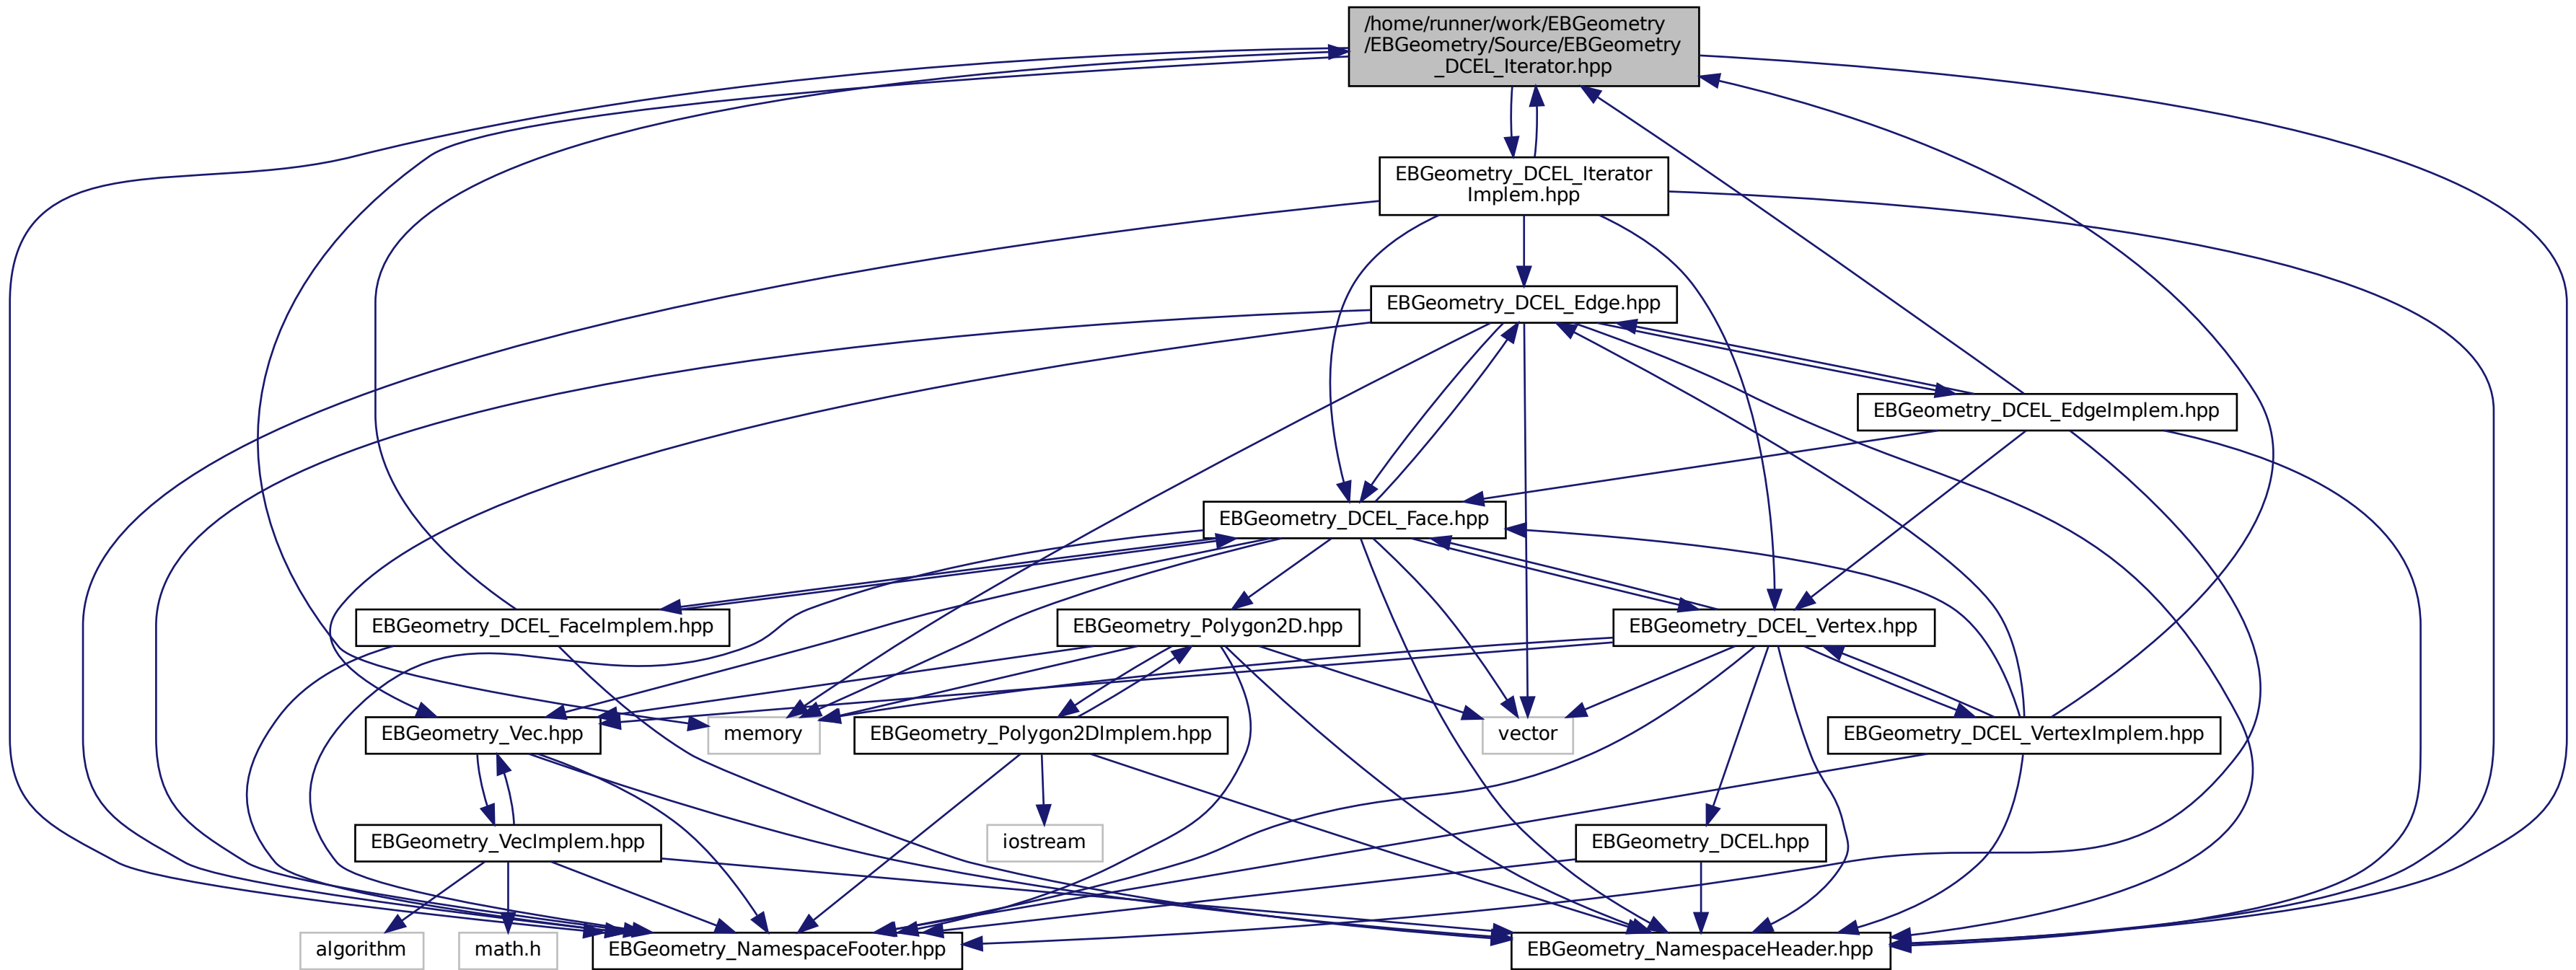 /home/runner/work/EBGeometry
/EBGeometry/Source/EBGeometry
_DCEL_Iterator.hpp
EBGeometry_DCEL_Iterator
Implem.hpp
EBGeometry_DCEL_Edge.hpp
EBGeometry_DCEL_EdgeImplem.hpp
EBGeometry_DCEL_Face.hpp
EBGeometry_DCEL_FaceImplem.hpp
EBGeometry_Polygon2D.hpp
EBGeometry_DCEL_Vertex.hpp
EBGeometry_Vec.hpp
memory
EBGeometry_Polygon2DImplem.hpp
vector
EBGeometry_DCEL_VertexImplem.hpp
EBGeometry_VecImplem.hpp
iostream
EBGeometry_DCEL.hpp
algorithm
math.h
EBGeometry_NamespaceFooter.hpp
EBGeometry_NamespaceHeader.hpp